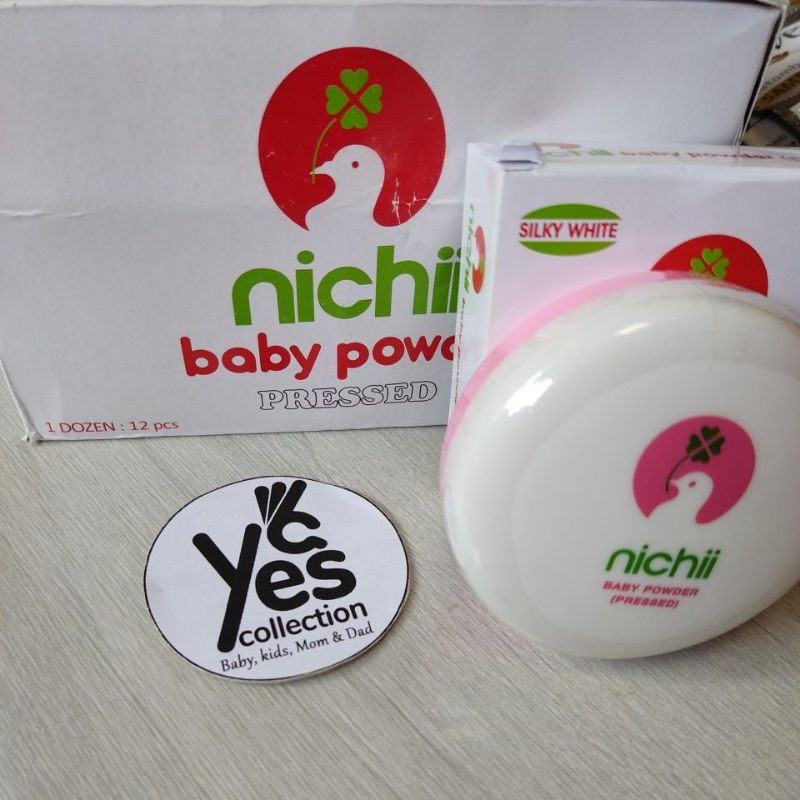 nichii
baby powd
PRESSED
1 DOZEN : 12 pcs
nichii baby powder
SILKY WHITE
nichii
nichii
BABY POWDER
(PRESSED)
Yes
collection
Baby, kids, Mom & Dad